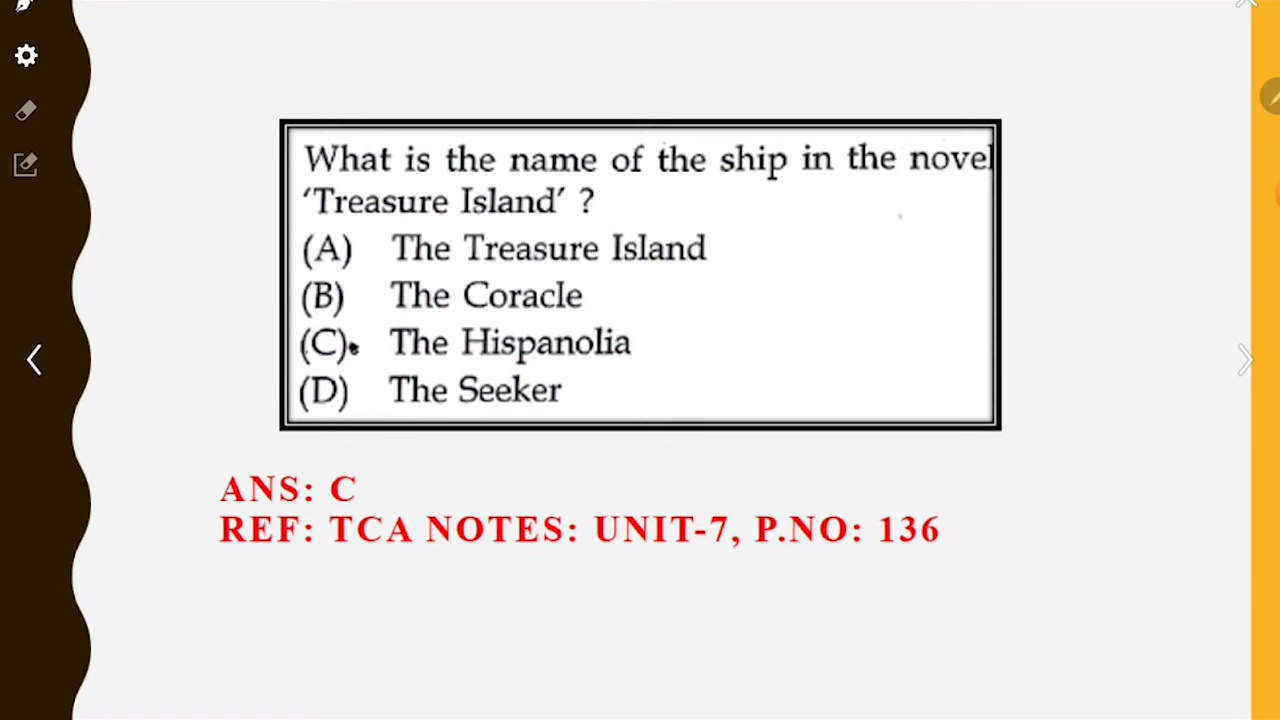 What is the name of the ship in the novel
'Treasure Island' ?
(A) The Treasure Island
(B) The Coracle
(C) The Hispanolia
(D) The Seeker
ANS: C
REF: TCA NOTES: UNIT-7, P.NO: 136